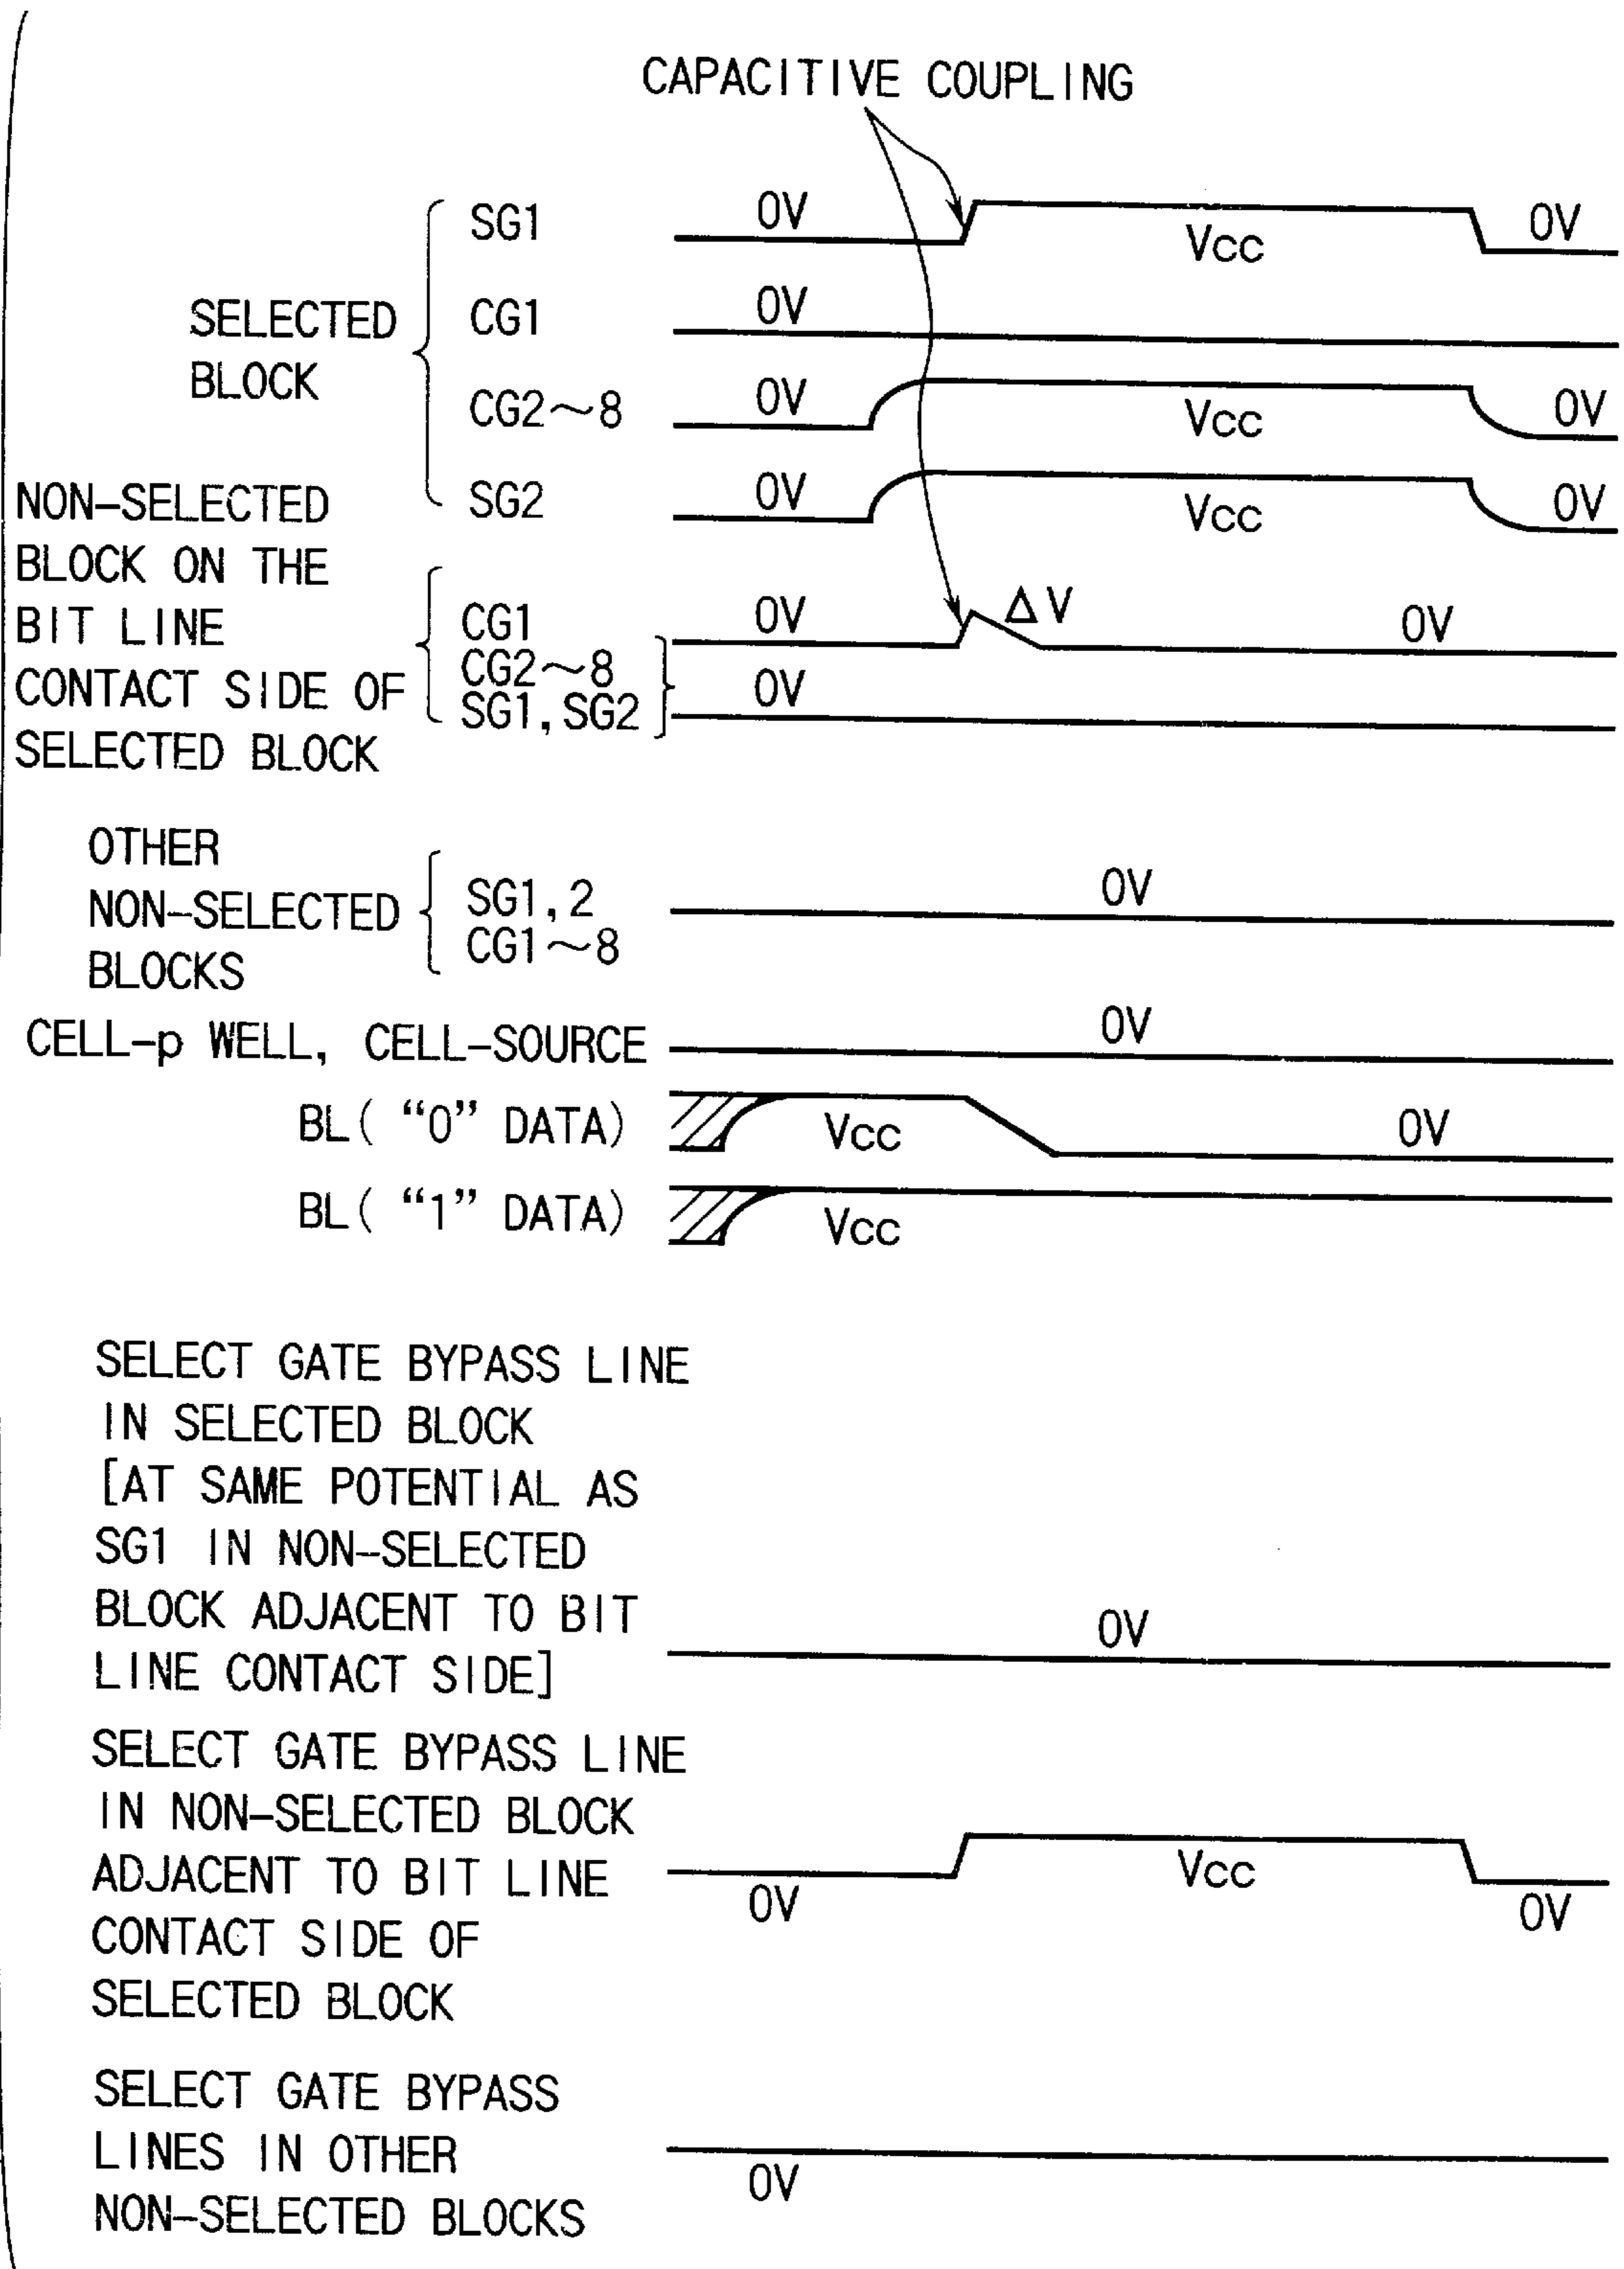 CAPACITIVE COUPLING
SG1 0V Vcc 0V
SELECTED
BLOCK
CG1 0V
CG2~8 0V Vcc 0V
SG2 0V Vcc 0V
NON-SELECTED
BLOCK ON THE
BIT LINE
CONTACT SIDE OF
SELECTED BLOCK
CG1 0V ΔV 0V
CG2~8
SG1, SG2 0V
OTHER
NON-SELECTED
BLOCKS
SG1, 2
CG1~8
0V
CELL-p WELL, CELL-SOURCE 0V
BL( “0” DATA) Vcc 0V
BL( “1” DATA) Vcc
SELECT GATE BYPASS LINE
IN SELECTED BLOCK
[AT SAME POTENTIAL AS
SG1 IN NON-SELECTED
BLOCK ADJACENT TO BIT
LINE CONTACT SIDE]
0V
SELECT GATE BYPASS LINE
IN NON-SELECTED BLOCK
ADJACENT TO BIT LINE
CONTACT SIDE OF
SELECTED BLOCK
0V Vcc 0V
SELECT GATE BYPASS
LINES IN OTHER
NON-SELECTED BLOCKS
0V